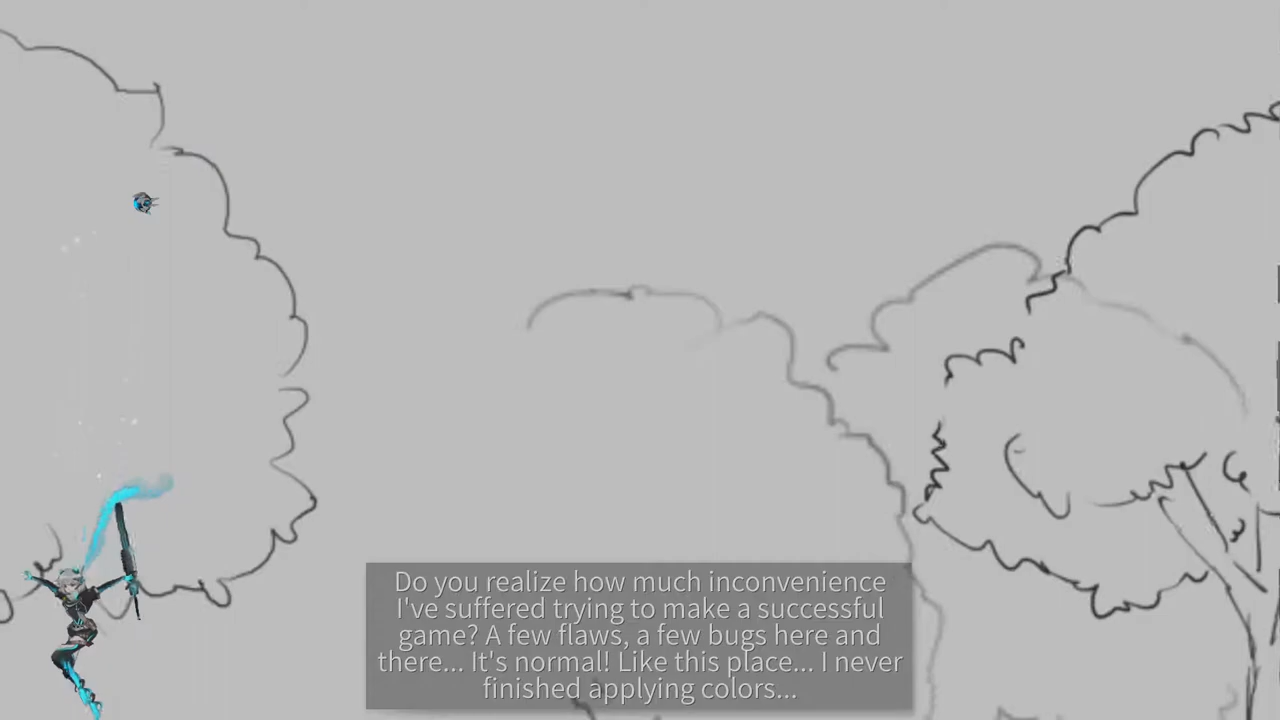 Do you realize how much inconvenience
I've suffered trying to make a successful
game? A few flaws, a few bugs here and
there... It's normal! Like this place... I never
finished applying colors...